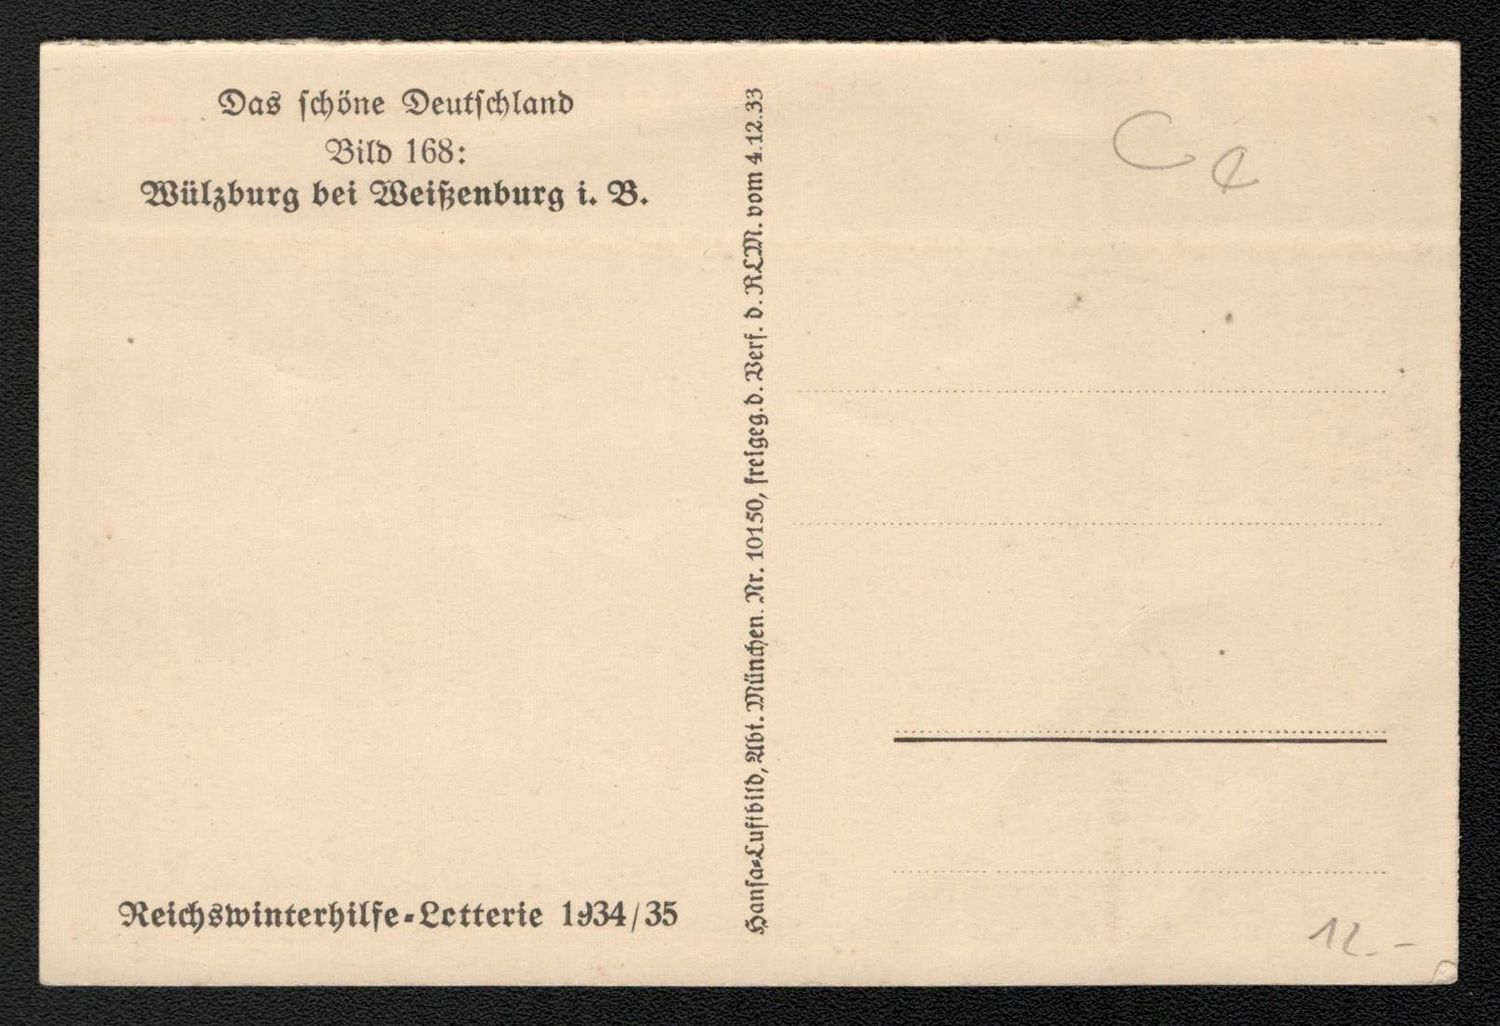 Das schöne Deutschland
Bild 168:
Wülzburg bei Weißenburg i. B.
Reichswinterhilfe-Lotterie 1934/35
Hansa-Luftbild, Abt. München. Nr. 10150, freigeg. d. Verf. d. RLM. vom 4.12.33
12.-